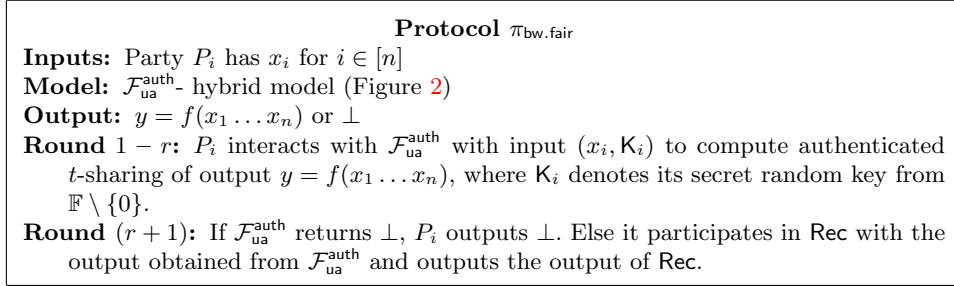 Protocol π_bw.fair
Inputs: Party P_i has x_i for i ∈ [n]
Model: F_ua^auth- hybrid model (Figure 2)
Output: y = f(x_1 . . . x_n) or ⊥
Round 1 − r: P_i interacts with F_ua^auth with input (x_i, K_i) to compute authenticated
t-sharing of output y = f(x_1 . . . x_n), where K_i denotes its secret random key from
𝔽 \ {0}.
Round (r + 1): If F_ua^auth returns ⊥, P_i outputs ⊥. Else it participates in Rec with the
output obtained from F_ua^auth and outputs the output of Rec.